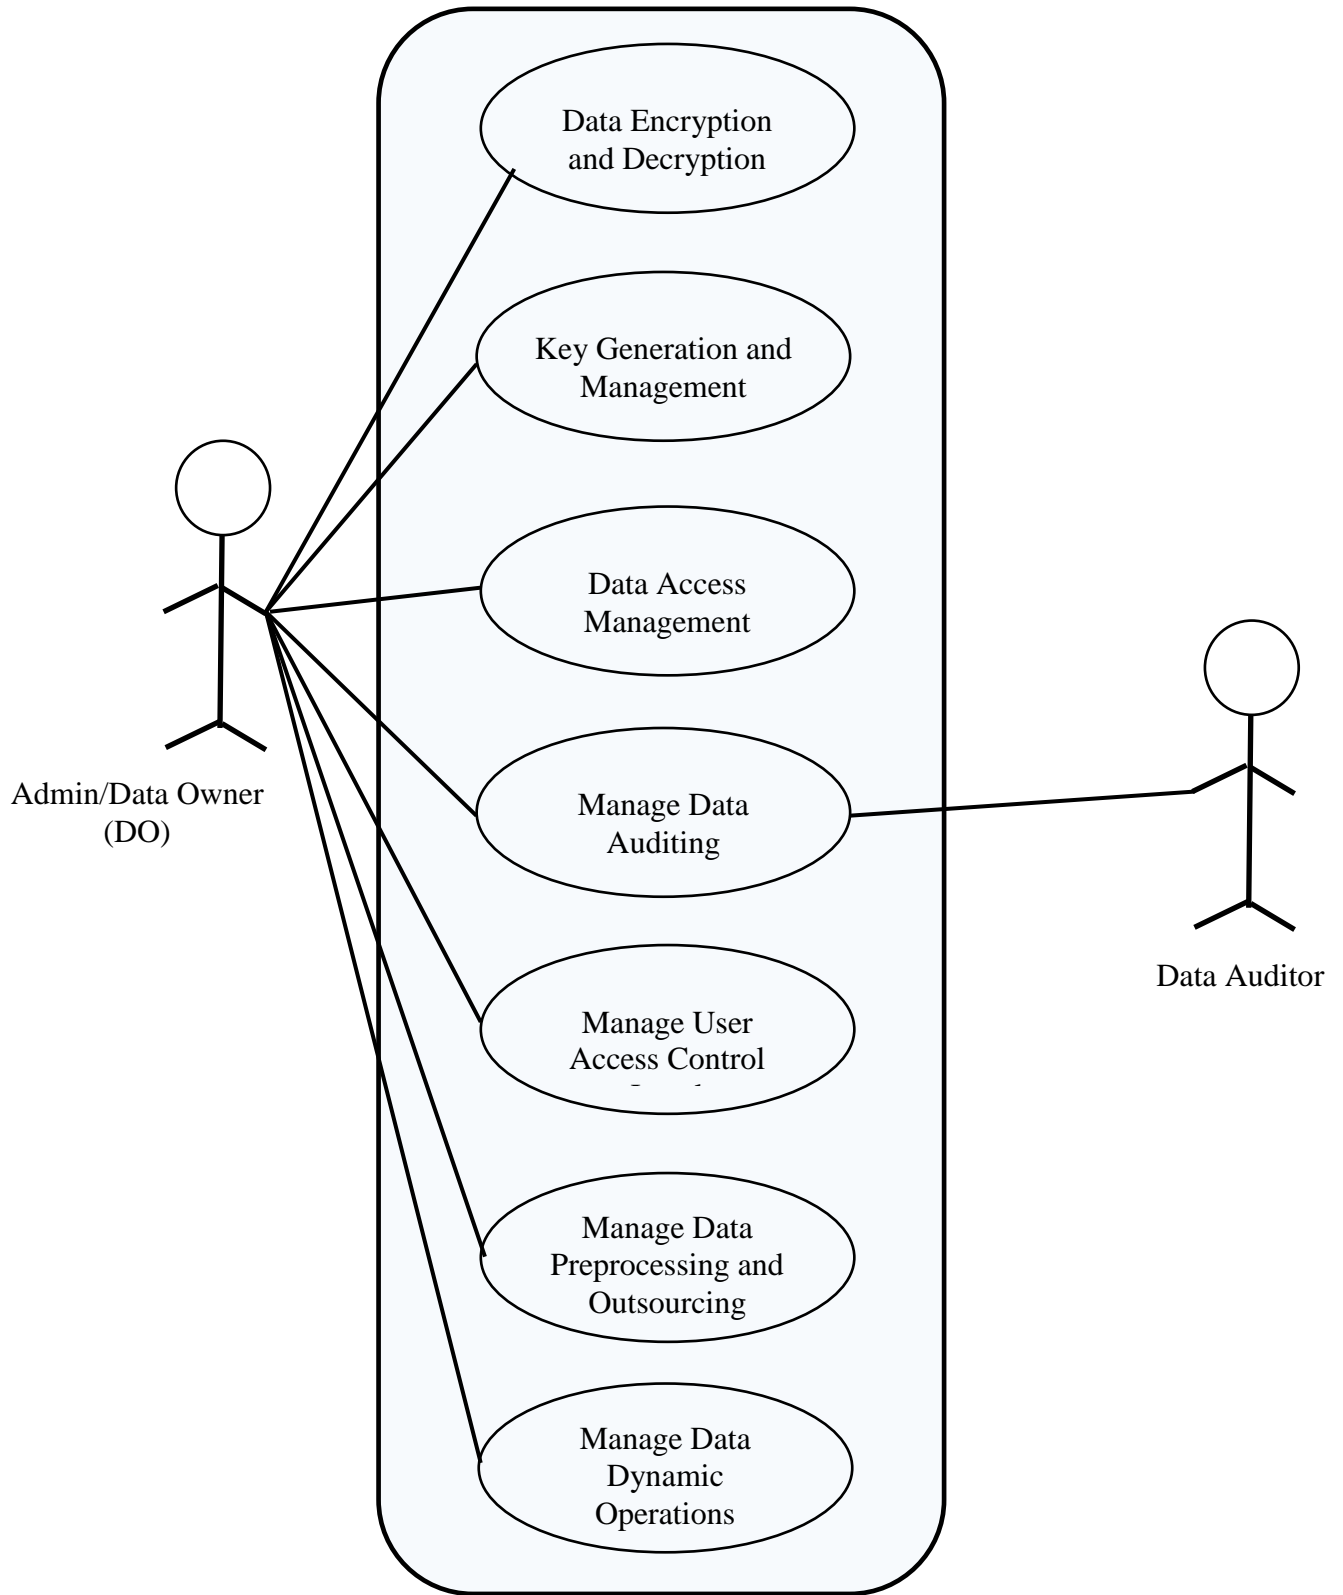 Data Encryption
and Decryption
Key Generation and
Management
Data Access
Management
Manage Data
Auditing
Admin/Data Owner
(DO)
Data Auditor
Manage User
Access Control
Manage Data
Preprocessing and
Outsourcing
Manage Data
Dynamic
Operations